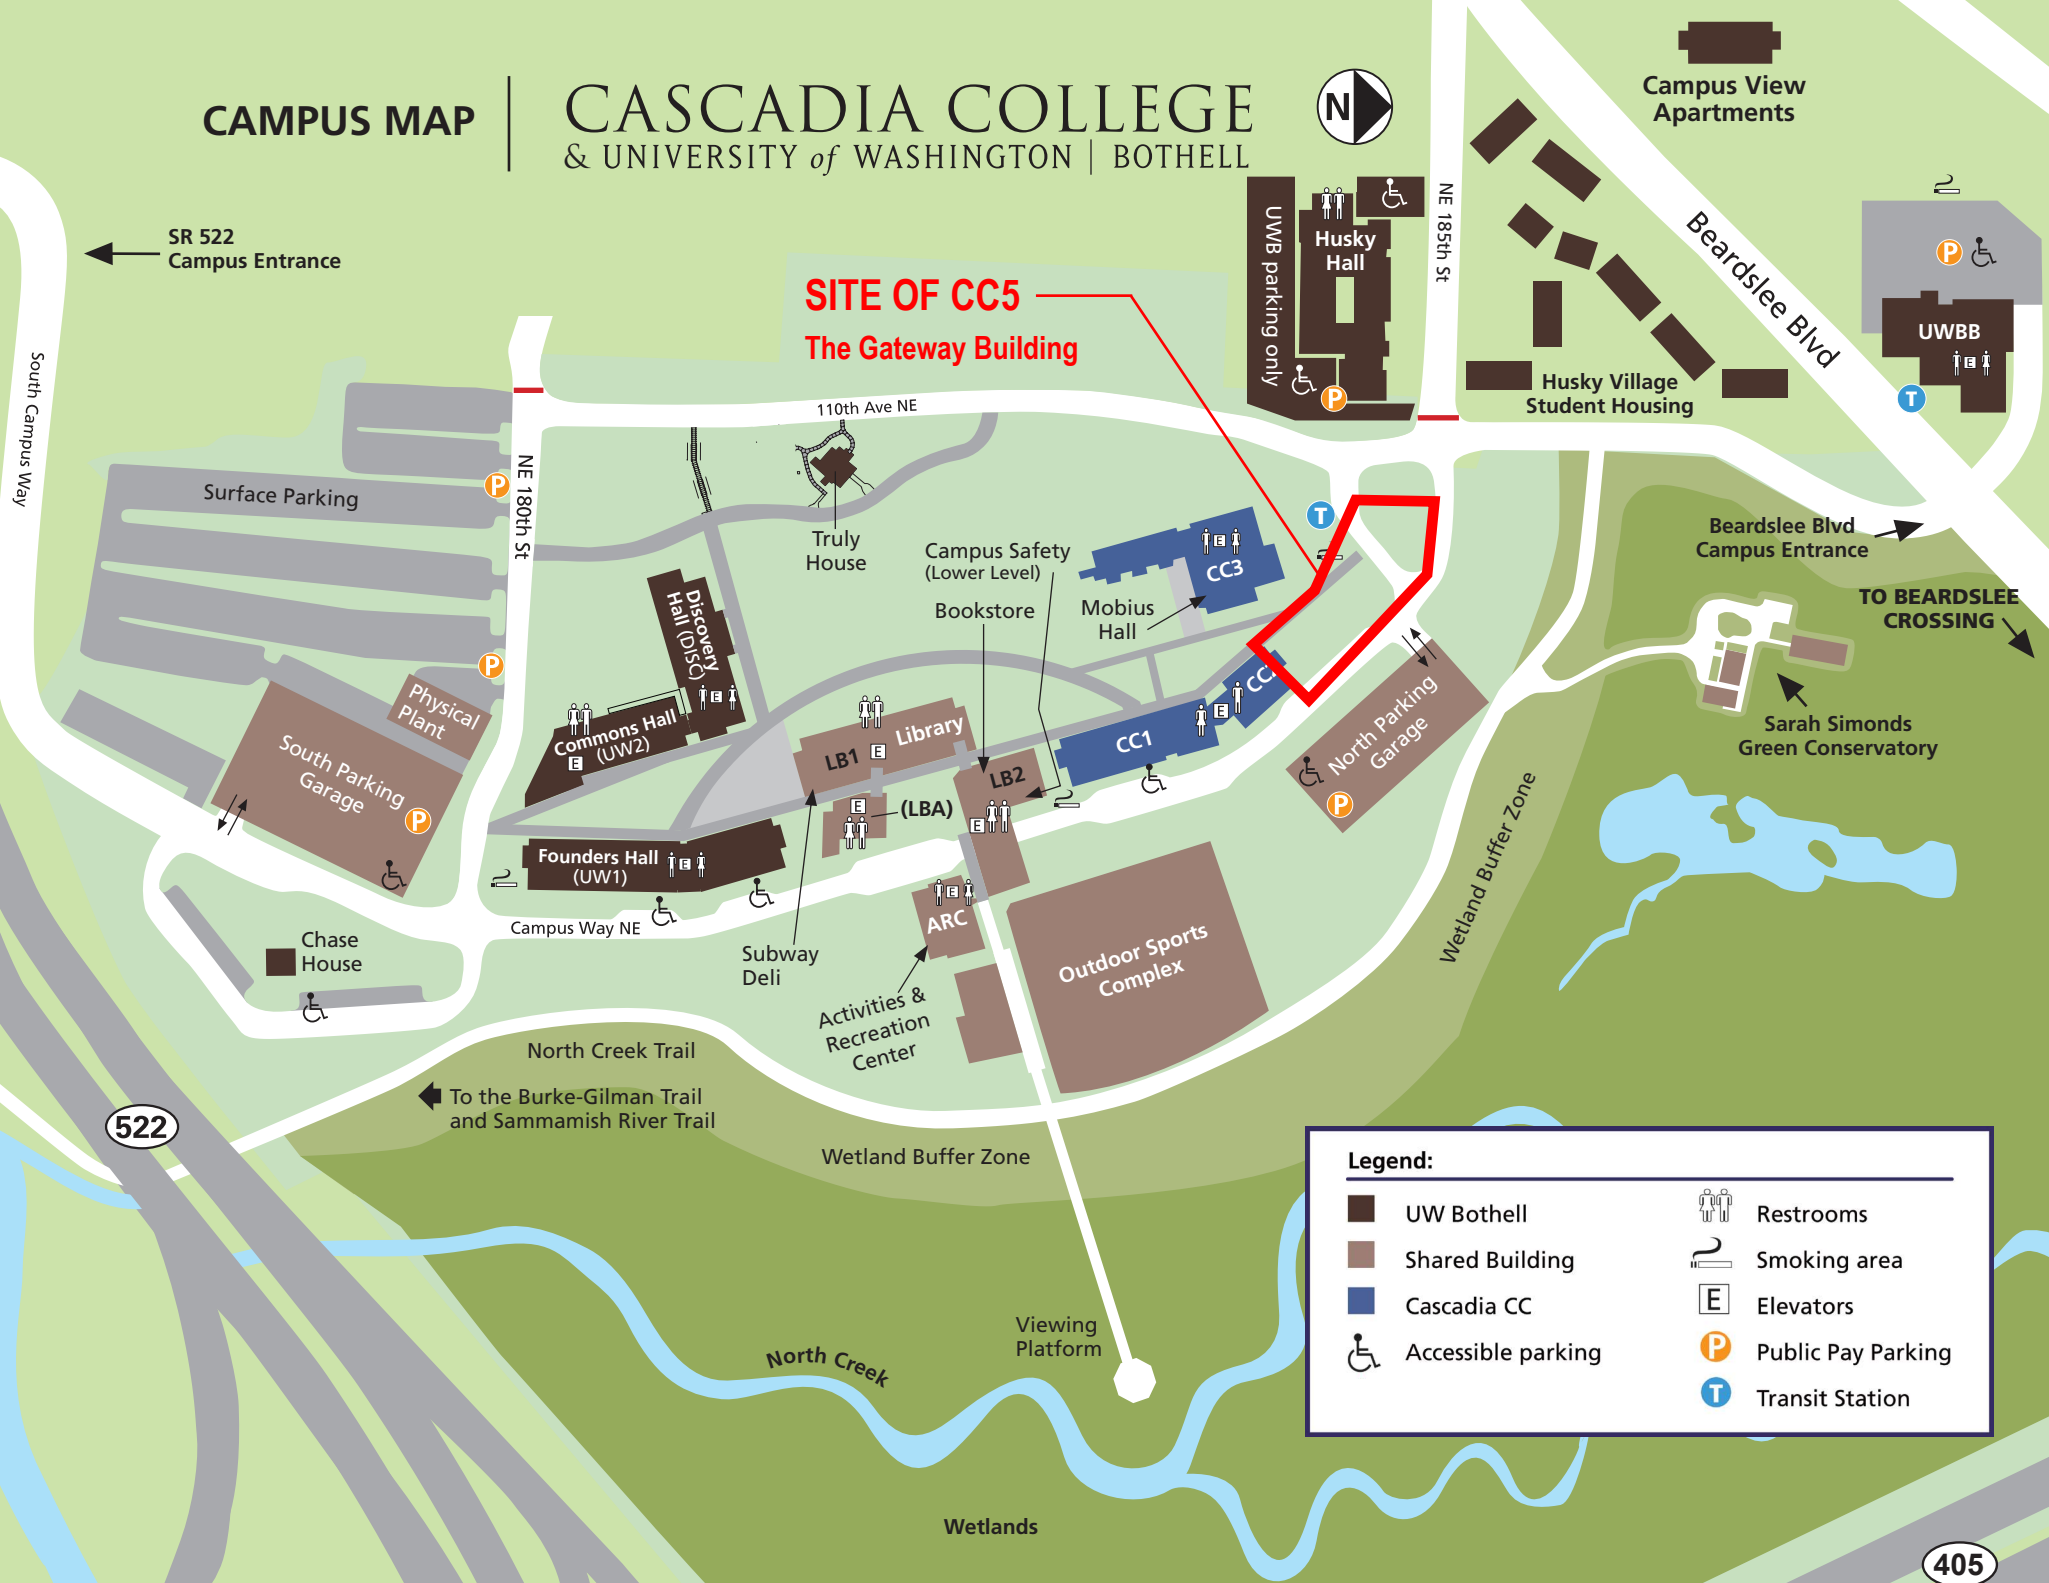 CAMPUS MAP
CASCADIA COLLEGE
& UNIVERSITY of WASHINGTON | BOTHELL
N
Campus View
Apartments
SR 522
Campus Entrance
South Campus Way
SITE OF CC5
The Gateway Building
UWB parking only
Husky
Hall
NE 185th St
Beardslee Blvd
P
UWBB
E
T
Husky Village
Student Housing
P
110th Ave NE
Surface Parking
P
NE 180th St
Truly
House
T
Campus Safety
(Lower Level)
Bookstore
Mobius
Hall
E
CC3
Beardslee Blvd
Campus Entrance
TO BEARDSLEE
CROSSING
Discovery
Hall (DISC)
E
P
Physical
Plant
South Parking
Garage
P
Commons Hall
(UW2)
E
Library
LB1
E
LB2
E
(LBA)
E
CC1
E
North Parking
Garage
P
Sarah Simonds
Green Conservatory
Wetland Buffer Zone
Founders Hall
(UW1)
E
Campus Way NE
Chase
House
Subway
Deli
E
ARC
Activities &
Recreation
Center
Outdoor Sports
Complex
North Creek Trail
To the Burke-Gilman Trail
and Sammamish River Trail
522
Wetland Buffer Zone
Viewing
Platform
North Creek
Wetlands
Legend:
UW Bothell
Shared Building
Cascadia CC
Accessible parking
Restrooms
Smoking area
E Elevators
P Public Pay Parking
T Transit Station
405